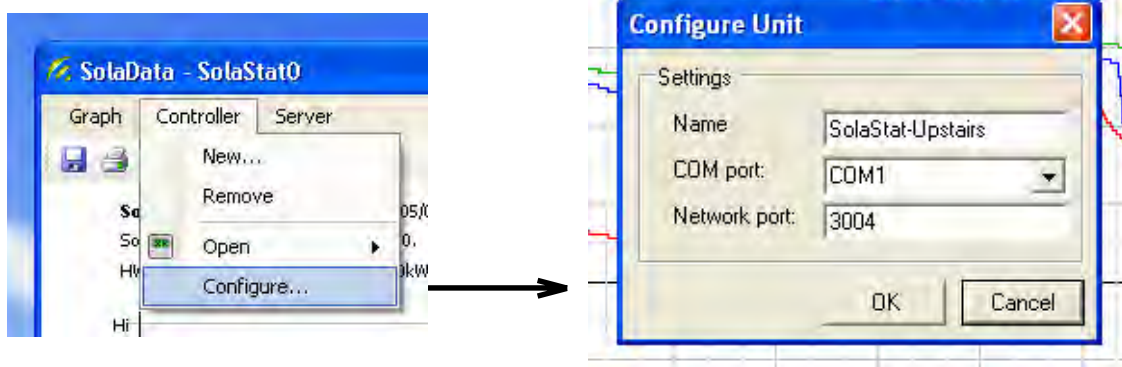 SolaData - SolaStat0
Graph Controller Server
New...
Remove
Open
Configure...
Hi
Configure Unit
Settings
Name SolaStat-Upstairs
COM port: COM1
Network port: 3004
OK Cancel